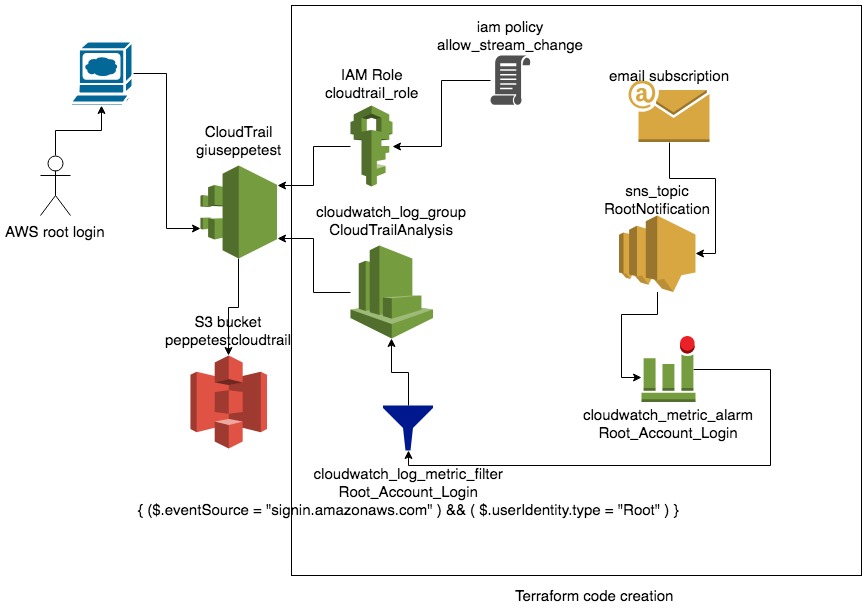 iam policy
allow_stream_change
IAM Role
cloudtrail_role
email subscription
@
CloudTrail
giuseppetest
AWS root login
cloudwatch_log_group
CloudTrailAnalysis
sns_topic
RootNotification
S3 bucket
peppetestcloudtrail
cloudwatch_metric_alarm
Root_Account_Login
cloudwatch_log_metric_filter
Root_Account_Login
{ ($.eventSource = "signin.amazonaws.com" ) && ( $.userIdentity.type = "Root" ) }
Terraform code creation